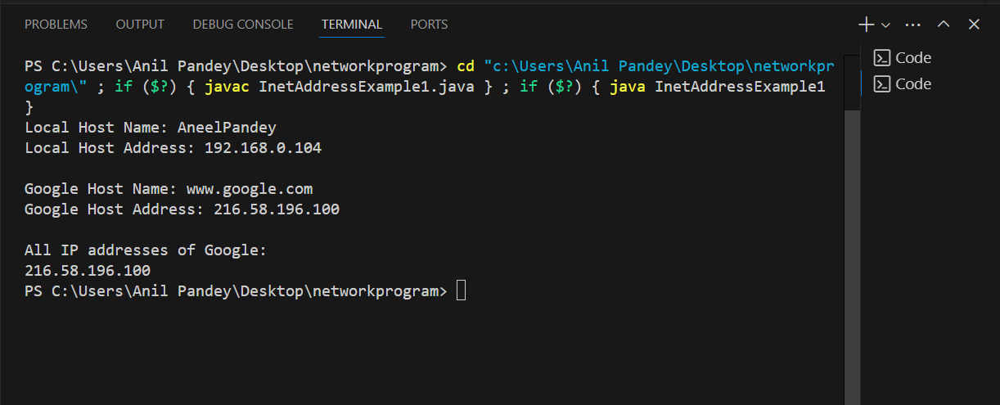 PROBLEMS OUTPUT DEBUG CONSOLE TERMINAL PORTS
PS C:\Users\Anil Pandey\Desktop\networkprogram> cd "c:\Users\Anil Pandey\Desktop\networkpr
ogram\" ; if ($?) { javac InetAddressExample1.java } ; if ($?) { java InetAddressExample1
}
Local Host Name: AneelPandey
Local Host Address: 192.168.0.104

Google Host Name: www.google.com
Google Host Address: 216.58.196.100

All IP addresses of Google:
216.58.196.100
PS C:\Users\Anil Pandey\Desktop\networkprogram>
Code
Code